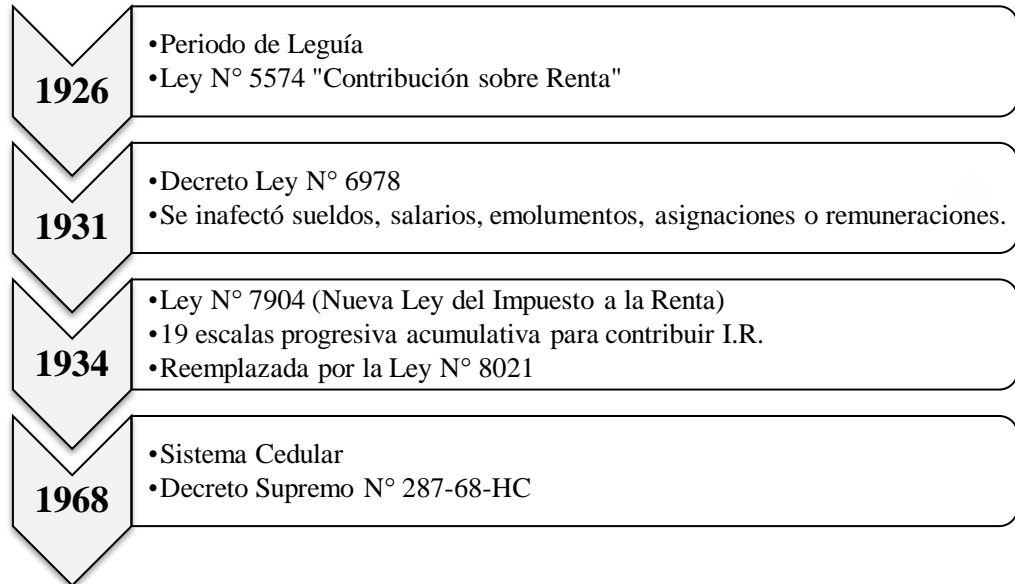 1926
•Periodo de Leguía
•Ley N° 5574 "Contribución sobre Renta"
1931
•Decreto Ley N° 6978
•Se inafectó sueldos, salarios, emolumentos, asignaciones o remuneraciones.
1934
•Ley N° 7904 (Nueva Ley del Impuesto a la Renta)
•19 escalas progresiva acumulativa para contribuir I.R.
•Reemplazada por la Ley N° 8021
1968
•Sistema Cedular
•Decreto Supremo N° 287-68-HC